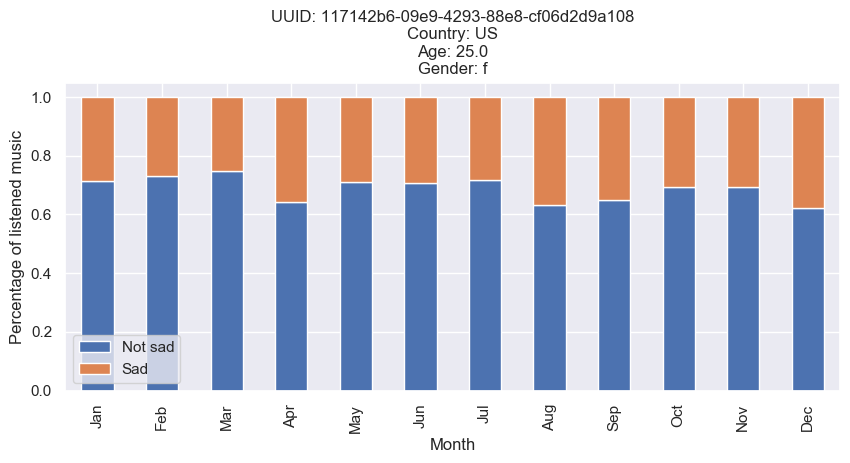 UUID: 117142b6-09e9-4293-88e8-cf06d2d9a108
Country: US
Age: 25.0
Gender: f
Percentage of listened music
1.0
0.8
0.6
0.4
0.2
0.0
Not sad
Sad
Jan
Feb
Mar
Apr
May
Jun
Jul
Aug
Sep
Oct
Nov
Dec
Month